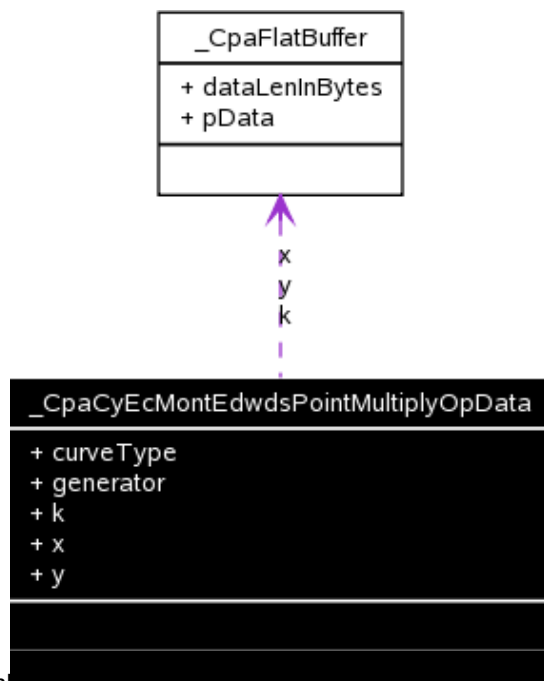 _CpaFlatBuffer
+ dataLenInBytes
+ pData
x
y
k
_CpaCyEcMontEdwdsPointMultiplyOpData
+ curveType
+ generator
+ k
+ x
+ y